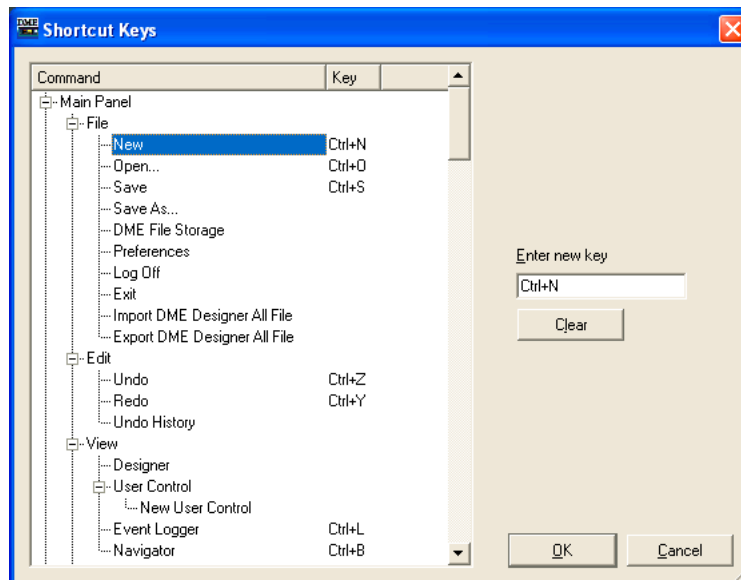 DME Shortcut Keys
Command Key
Main Panel
File
New Ctrl+N
Open... Ctrl+O
Save Ctrl+S
Save As...
DME File Storage
Preferences
Log Off
Exit
Import DME Designer All File
Export DME Designer All File
Edit
Undo Ctrl+Z
Redo Ctrl+Y
Undo History
View
Designer
User Control
New User Control
Event Logger Ctrl+L
Navigator Ctrl+B
Enter new key
Ctrl+N
Clear
OK Cancel